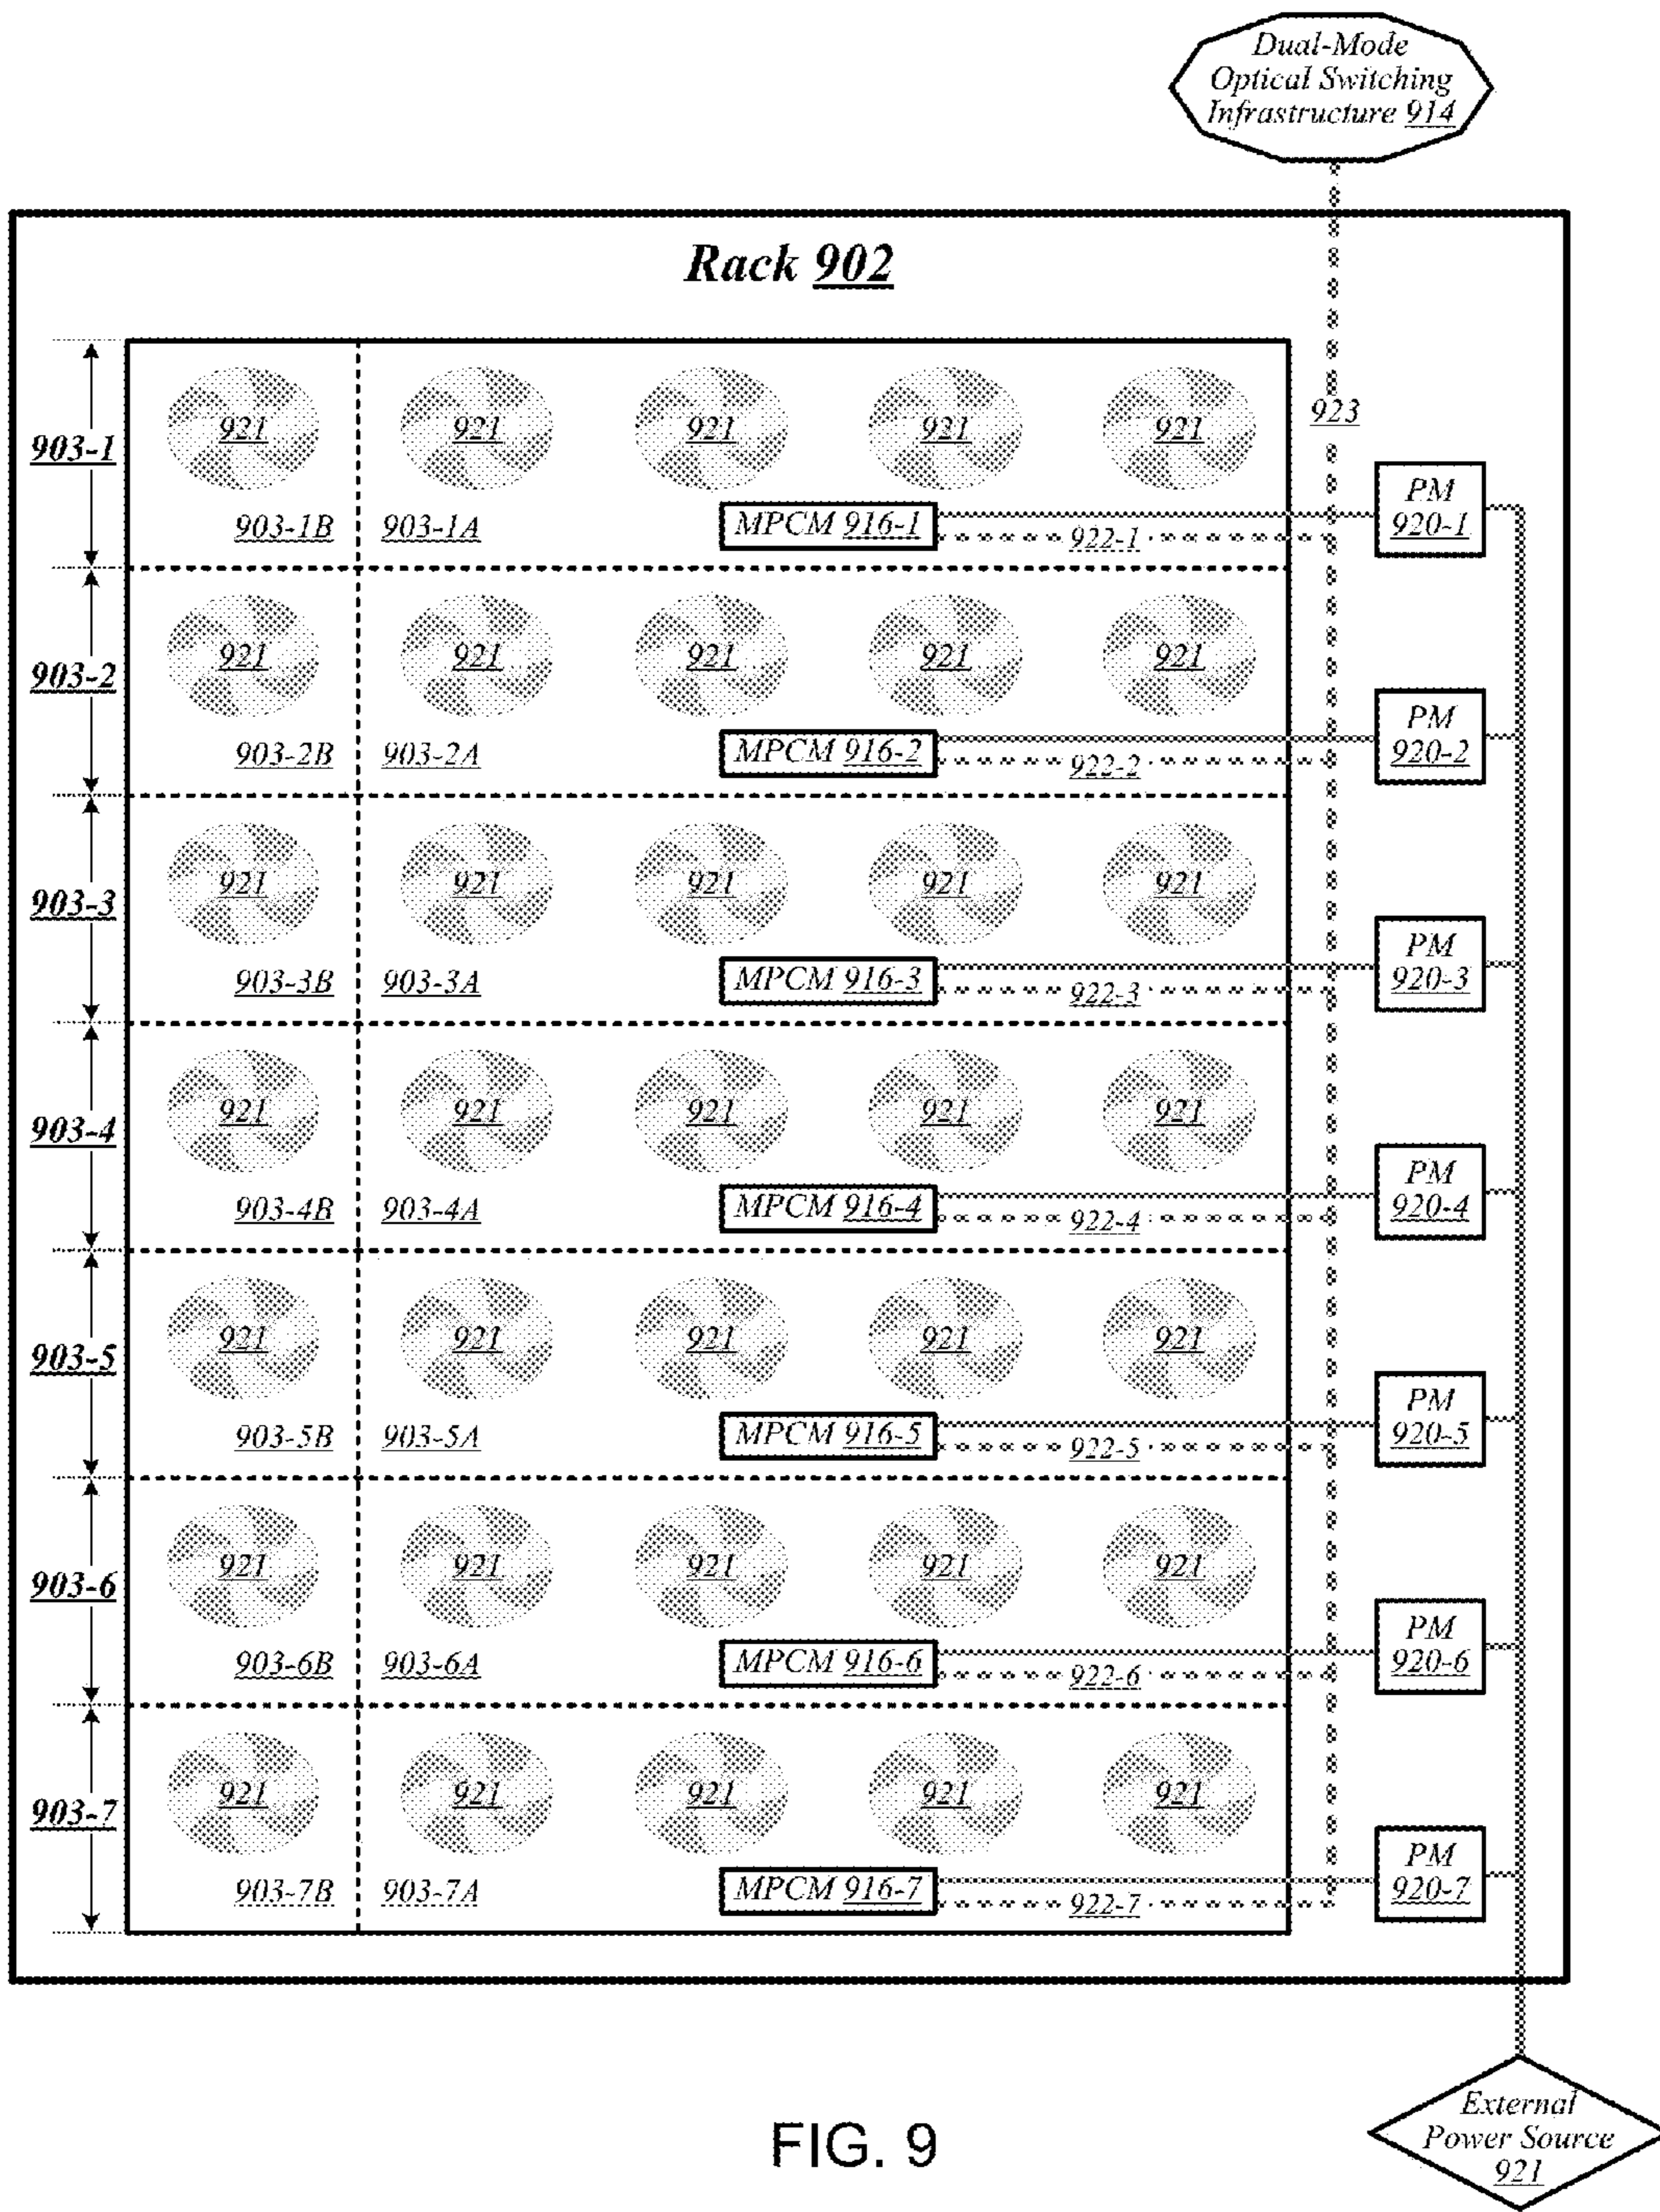 Dual-Mode
Optical Switching
Infrastructure 914
Rack 902
903-1
921 921 921 921 921
923
903-1B 903-1A MPCM 916-1 922-1
PM
920-1
903-2
921 921 921 921 921
903-2B 903-2A MPCM 916-2 922-2
PM
920-2
903-3
921 921 921 921 921
903-3B 903-3A MPCM 916-3 922-3
PM
920-3
903-4
921 921 921 921 921
903-4B 903-4A MPCM 916-4 922-4
PM
920-4
903-5
921 921 921 921 921
903-5B 903-5A MPCM 916-5 922-5
PM
920-5
903-6
921 921 921 921 921
903-6B 903-6A MPCM 916-6 922-6
PM
920-6
903-7
921 921 921 921 921
903-7B 903-7A MPCM 916-7 922-7
PM
920-7
External
Power Source
921
FIG. 9